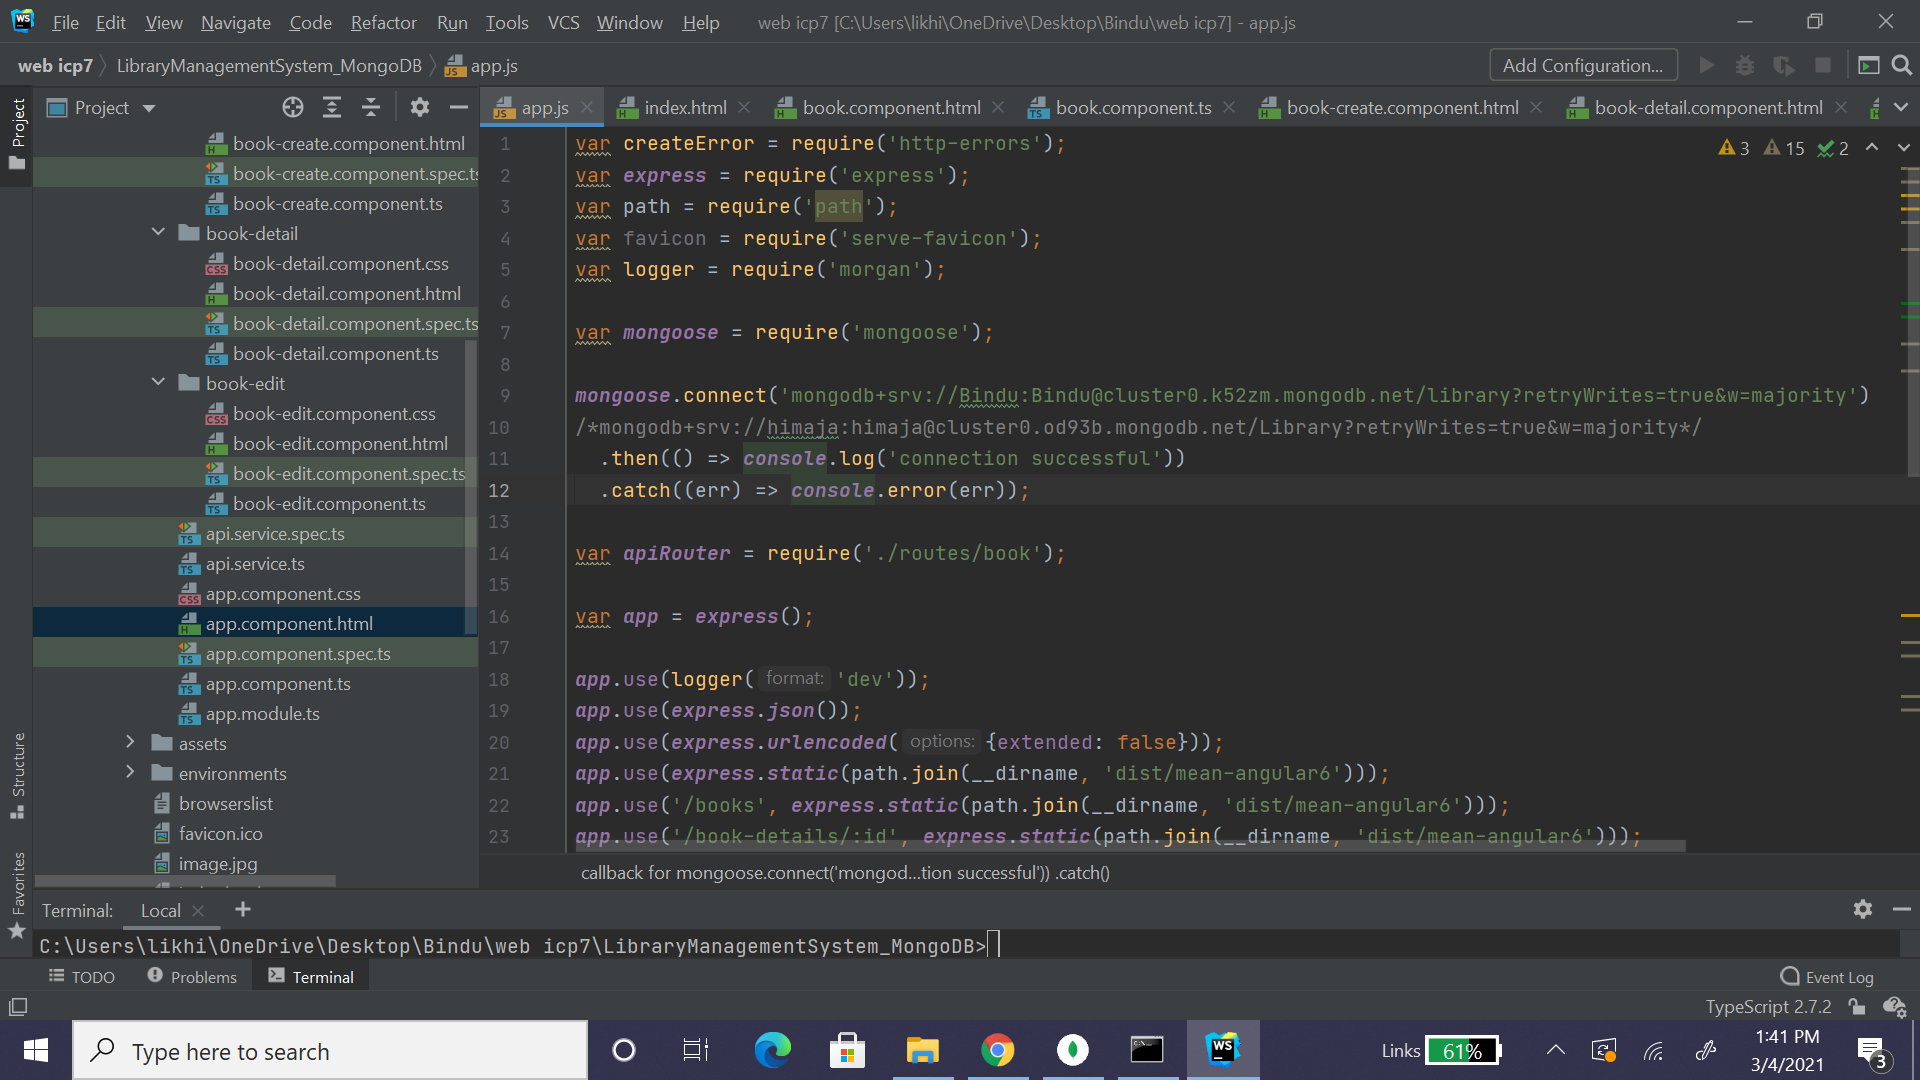 WS File Edit View Navigate Code Refactor Run Tools VCS Window Help web icp7 [C:\Users\likhi\OneDrive\Desktop\Bindu\web icp7] - app.js
web icp7 LibraryManagementSystem_MongoDB app.js Add Configuration...
Project
Project
app.js index.html book.component.html book.component.ts book-create.component.html book-detail.component.html
3 15 2
book-create.component.html
book-create.component.spec.ts
book-create.component.ts
book-detail
book-detail.component.css
book-detail.component.html
book-detail.component.spec.ts
book-detail.component.ts
book-edit
book-edit.component.css
book-edit.component.html
book-edit.component.spec.ts
book-edit.component.ts
api.service.spec.ts
api.service.ts
app.component.css
app.component.html
app.component.spec.ts
app.component.ts
app.module.ts
assets
environments
browserslist
favicon.ico
image.jpg
Structure
Favorites
1 var createError = require('http-errors');
2 var express = require('express');
3 var path = require('path');
4 var favicon = require('serve-favicon');
5 var logger = require('morgan');
6
7 var mongoose = require('mongoose');
8
9 mongoose.connect('mongodb+srv://Bindu:Bindu@cluster0.k52zm.mongodb.net/library?retryWrites=true&w=majority')
10 /*mongodb+srv://himaja:himaja@cluster0.od93b.mongodb.net/Library?retryWrites=true&w=majority*/
11 .then(() => console.log('connection successful'))
12 .catch((err) => console.error(err));
13
14 var apiRouter = require('./routes/book');
15
16 var app = express();
17
18 app.use(logger( format: 'dev'));
19 app.use(express.json());
20 app.use(express.urlencoded( options: {extended: false}));
21 app.use(express.static(path.join(__dirname, 'dist/mean-angular6')));
22 app.use('/books', express.static(path.join(__dirname, 'dist/mean-angular6')));
23 app.use('/book-details/:id', express.static(path.join(__dirname, 'dist/mean-angular6')));
callback for mongoose.connect('mongod...tion successful')) .catch()
Terminal: Local
C:\Users\likhi\OneDrive\Desktop\Bindu\web icp7\LibraryManagementSystem_MongoDB>
TODO Problems Terminal Event Log
TypeScript 2.7.2
Type here to search WS Links 61% 1:41 PM
3/4/2021
3